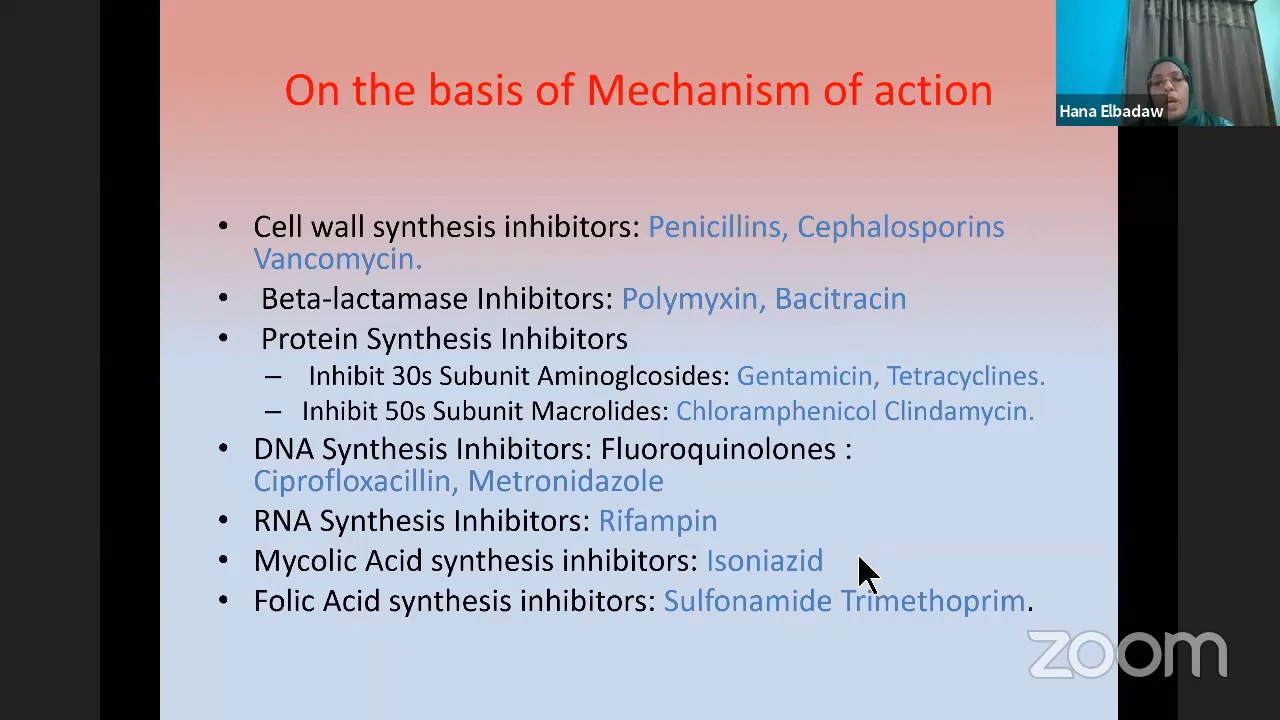 On the basis of Mechanism of action
Hana Elbadaw
• Cell wall synthesis inhibitors: Penicillins, Cephalosporins
Vancomycin.
• Beta-lactamase Inhibitors: Polymyxin, Bacitracin
• Protein Synthesis Inhibitors
– Inhibit 30s Subunit Aminoglcosides: Gentamicin, Tetracyclines.
– Inhibit 50s Subunit Macrolides: Chloramphenicol Clindamycin.
• DNA Synthesis Inhibitors: Fluoroquinolones :
Ciprofloxacillin, Metronidazole
• RNA Synthesis Inhibitors: Rifampin
• Mycolic Acid synthesis inhibitors: Isoniazid
• Folic Acid synthesis inhibitors: Sulfonamide Trimethoprim.
zoom